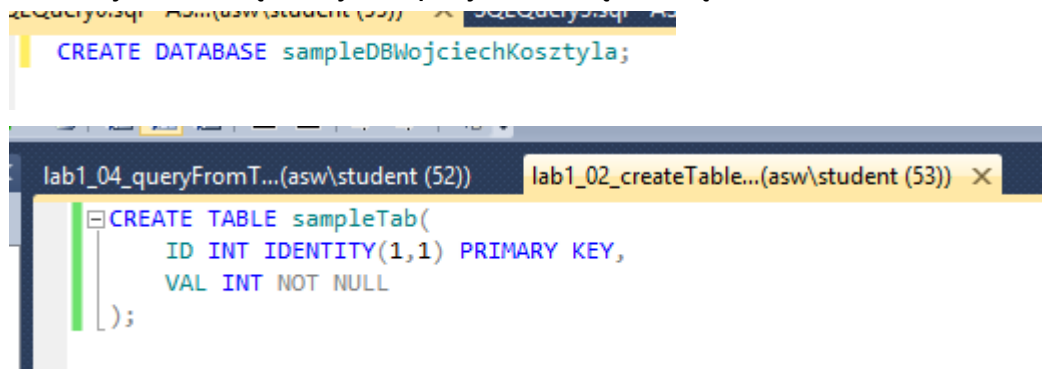 CREATE DATABASE sampleDBWojciechKosztyla;
lab1_04_queryFromT...(asw\student (52)) lab1_02_createTable...(asw\student (53)) ×
CREATE TABLE sampleTab(
ID INT IDENTITY(1,1) PRIMARY KEY,
VAL INT NOT NULL
);